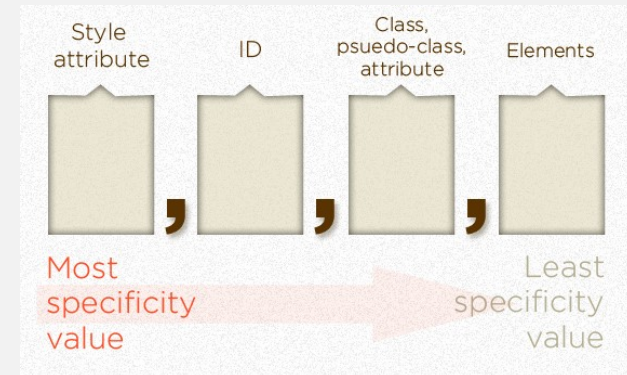 Style
attribute
ID
Class,
psuedo-class,
attribute
Elements
, , ,
Most
specificity
value
Least
specificity
value